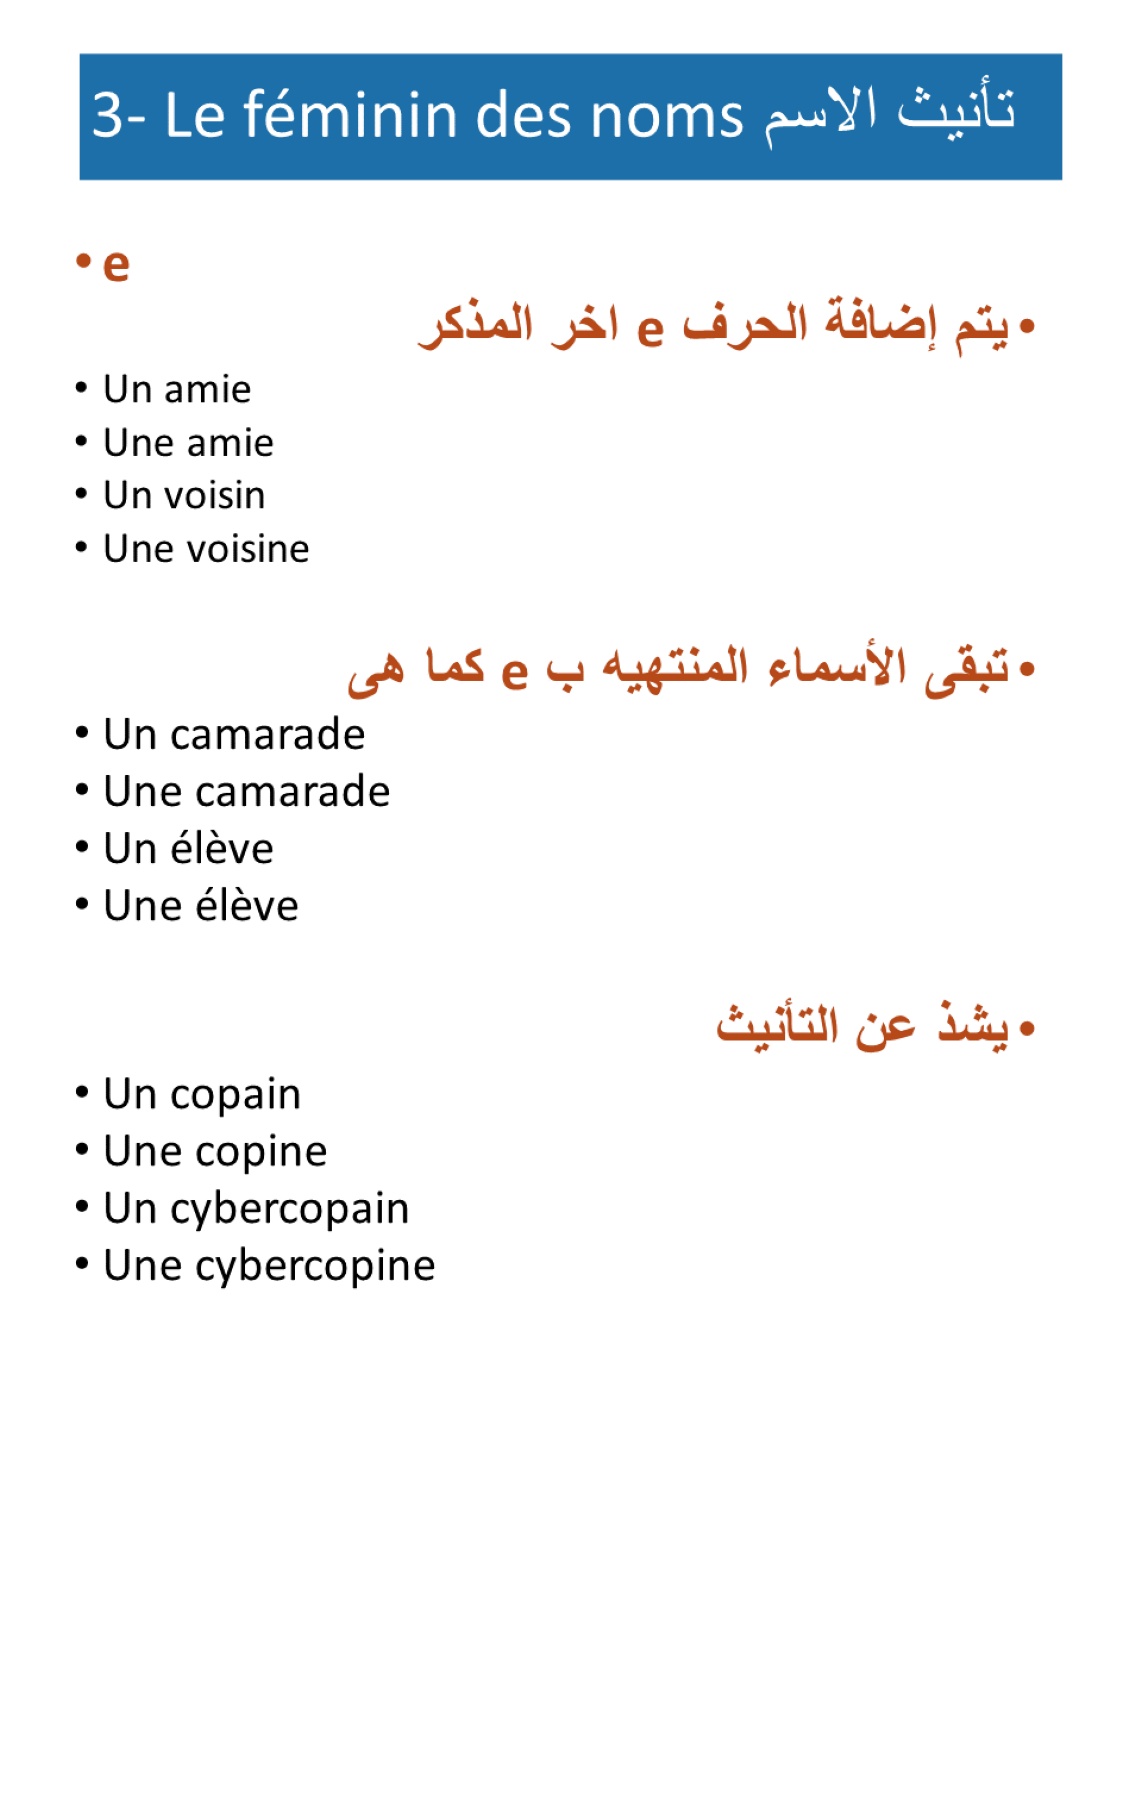 3- Le féminin des noms تأنيث الاسم
• e
• يتم إضافة الحرف e اخر المذكر
• Un amie
• Une amie
• Un voisin
• Une voisine
• تبقى الأسماء المنتهيه ب e كما هى
• Un camarade
• Une camarade
• Un élève
• Une élève
• يشذ عن التأنيث
• Un copain
• Une copine
• Un cybercopain
• Une cybercopine